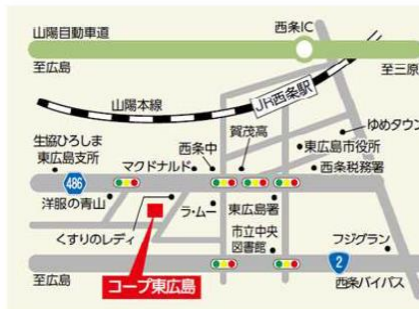 山陽自動車道
西条IC
至広島
至三原
山陽本線
JH西条駅
ゆめタウン
賀茂高
東広島市役所
生協ひろしま
東広島支所
西条中
マクドナルド
西条税務署
486
洋服の青山
ラ・ムー
東広島署
くすりのレディ
市立中央
図書館
フジグラン
コープ東広島
2
至広島
西条バイパス